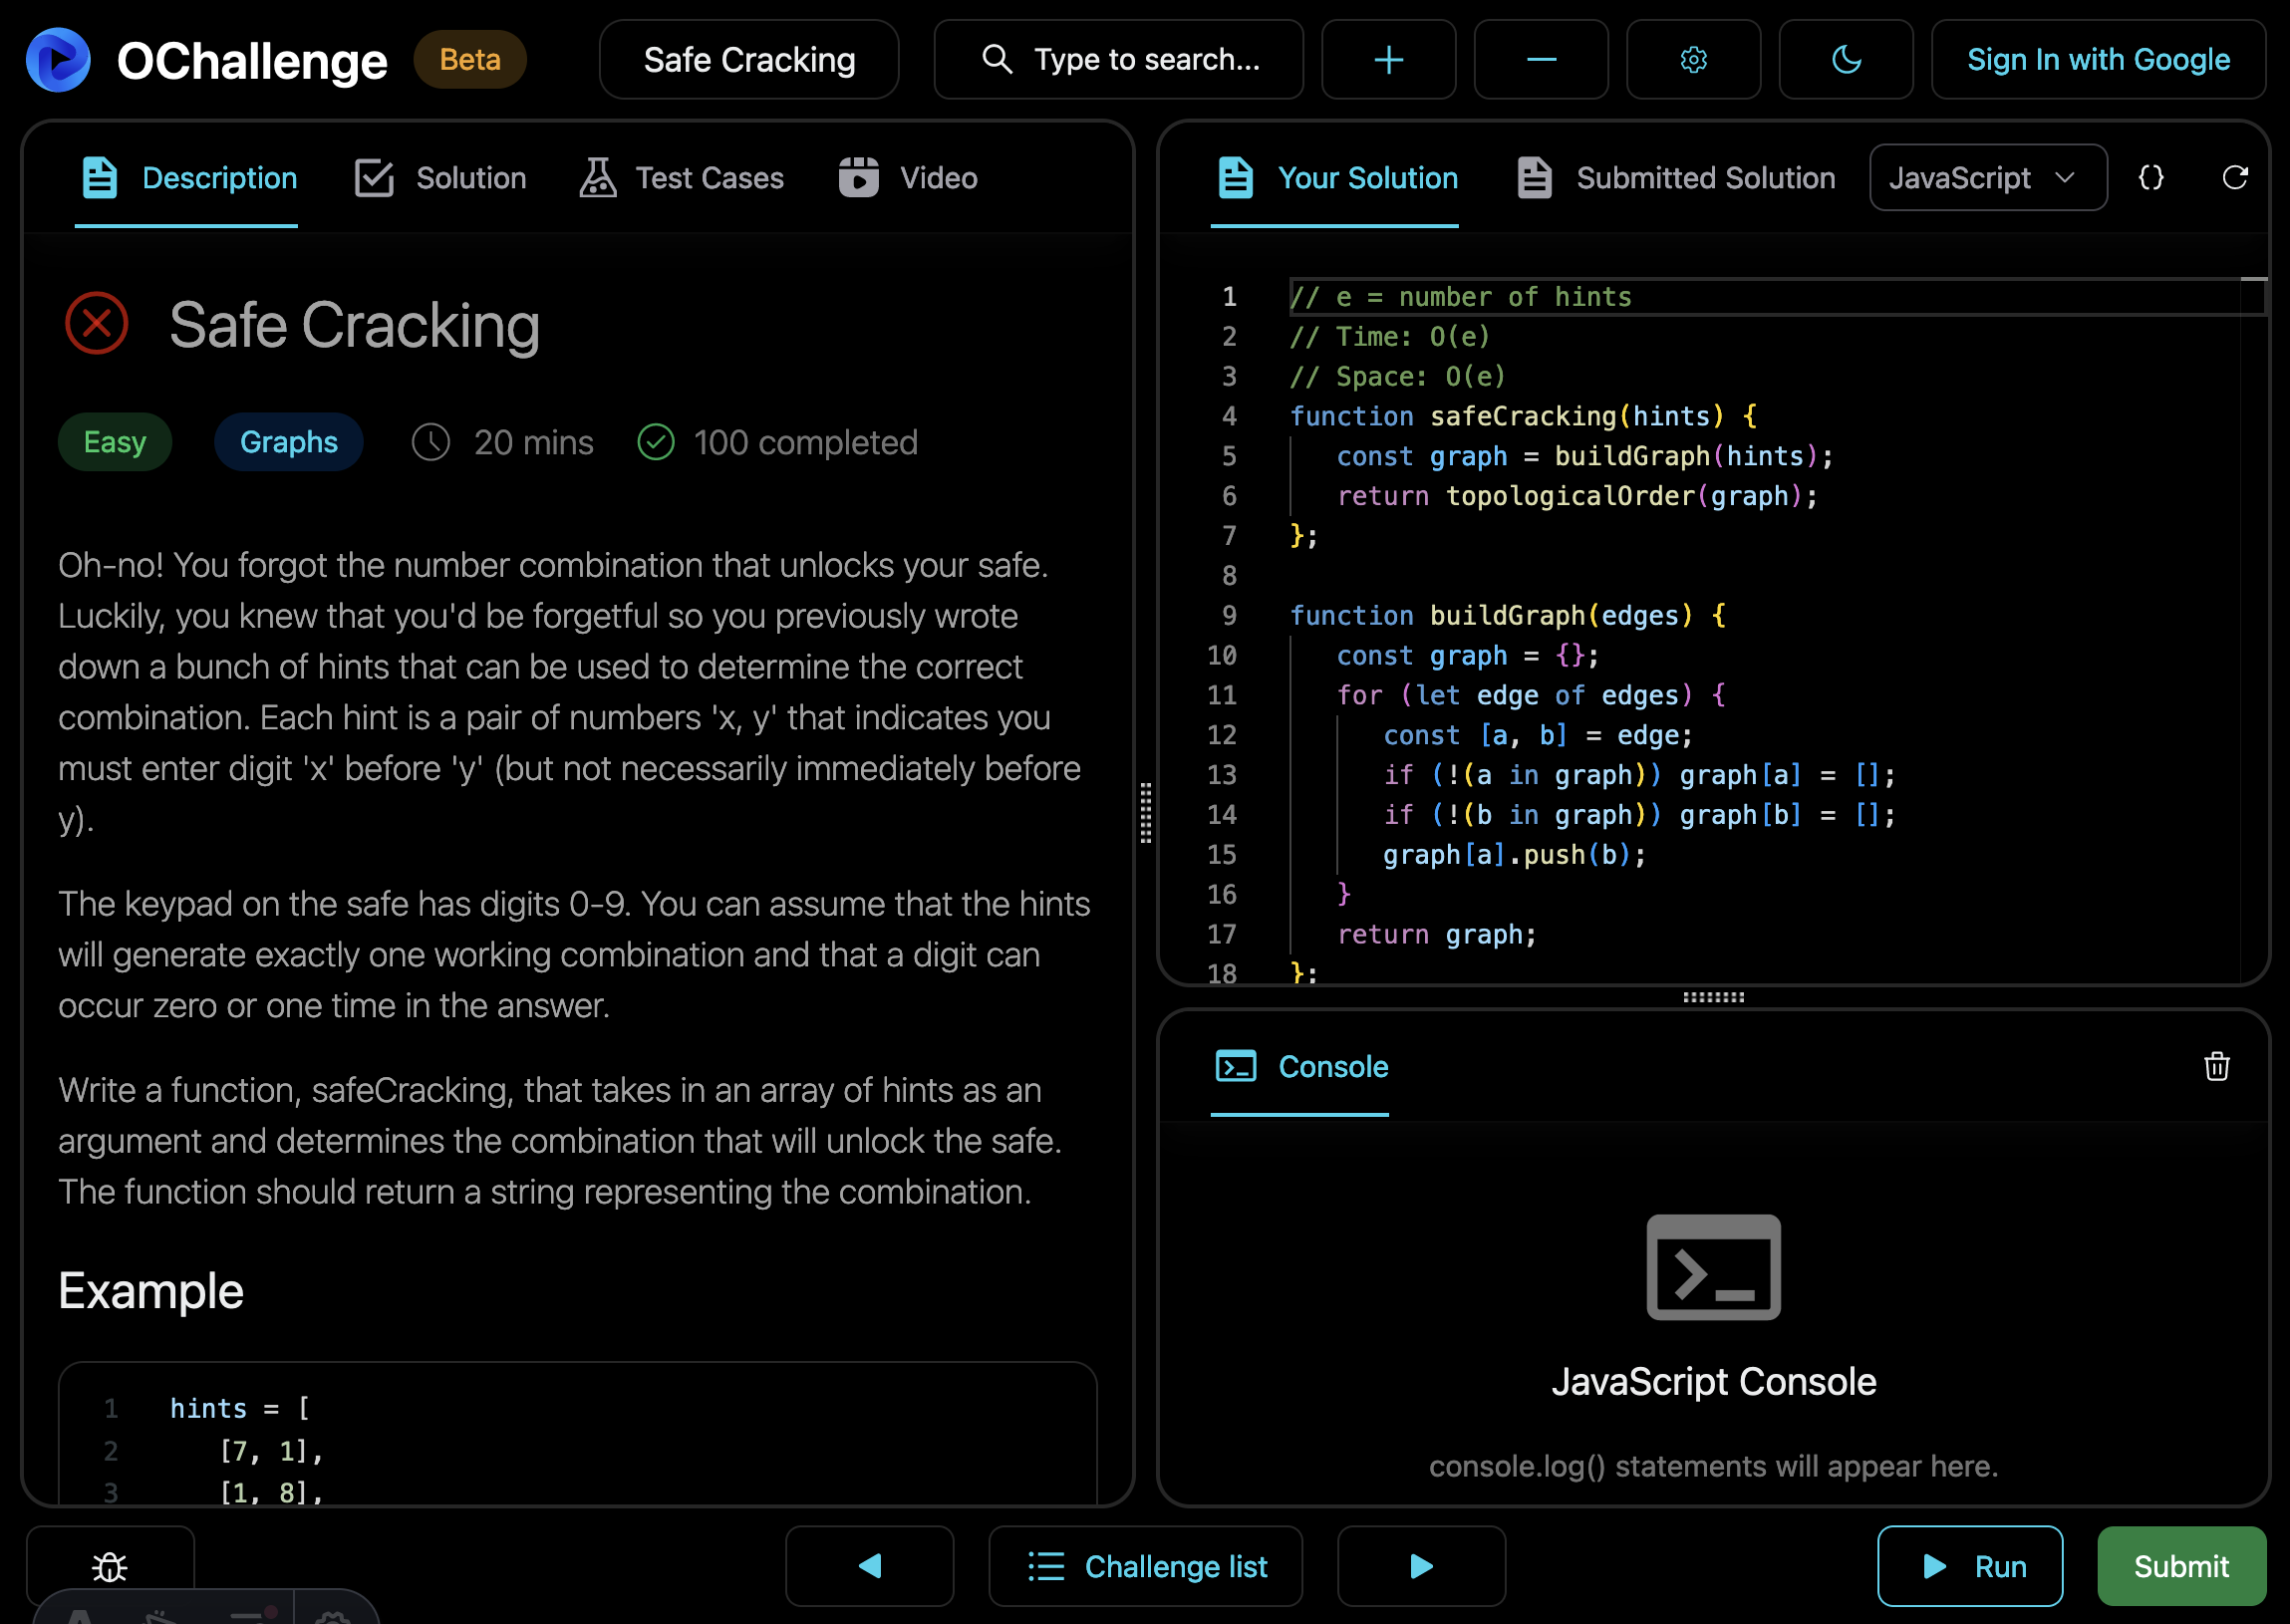 OChallenge Beta
Safe Cracking
Type to search...
Sign In with Google
Description
Solution
Test Cases
Video
Safe Cracking
Easy
Graphs
20 mins
100 completed
Oh-no! You forgot the number combination that unlocks your safe.
Luckily, you knew that you'd be forgetful so you previously wrote
down a bunch of hints that can be used to determine the correct
combination. Each hint is a pair of numbers 'x, y' that indicates you
must enter digit 'x' before 'y' (but not necessarily immediately before
y).
The keypad on the safe has digits 0-9. You can assume that the hints
will generate exactly one working combination and that a digit can
occur zero or one time in the answer.
Write a function, safeCracking, that takes in an array of hints as an
argument and determines the combination that will unlock the safe.
The function should return a string representing the combination.
Example
1 hints = [
2 [7, 1],
3 [1, 8],
Your Solution
Submitted Solution
JavaScript
1 // e = number of hints
2 // Time: O(e)
3 // Space: O(e)
4 function safeCracking(hints) {
5 const graph = buildGraph(hints);
6 return topologicalOrder(graph);
7 };
8
9 function buildGraph(edges) {
10 const graph = {};
11 for (let edge of edges) {
12 const [a, b] = edge;
13 if (!(a in graph)) graph[a] = [];
14 if (!(b in graph)) graph[b] = [];
15 graph[a].push(b);
16 }
17 return graph;
18 };
Console
JavaScript Console
console.log() statements will appear here.
Challenge list
Run
Submit